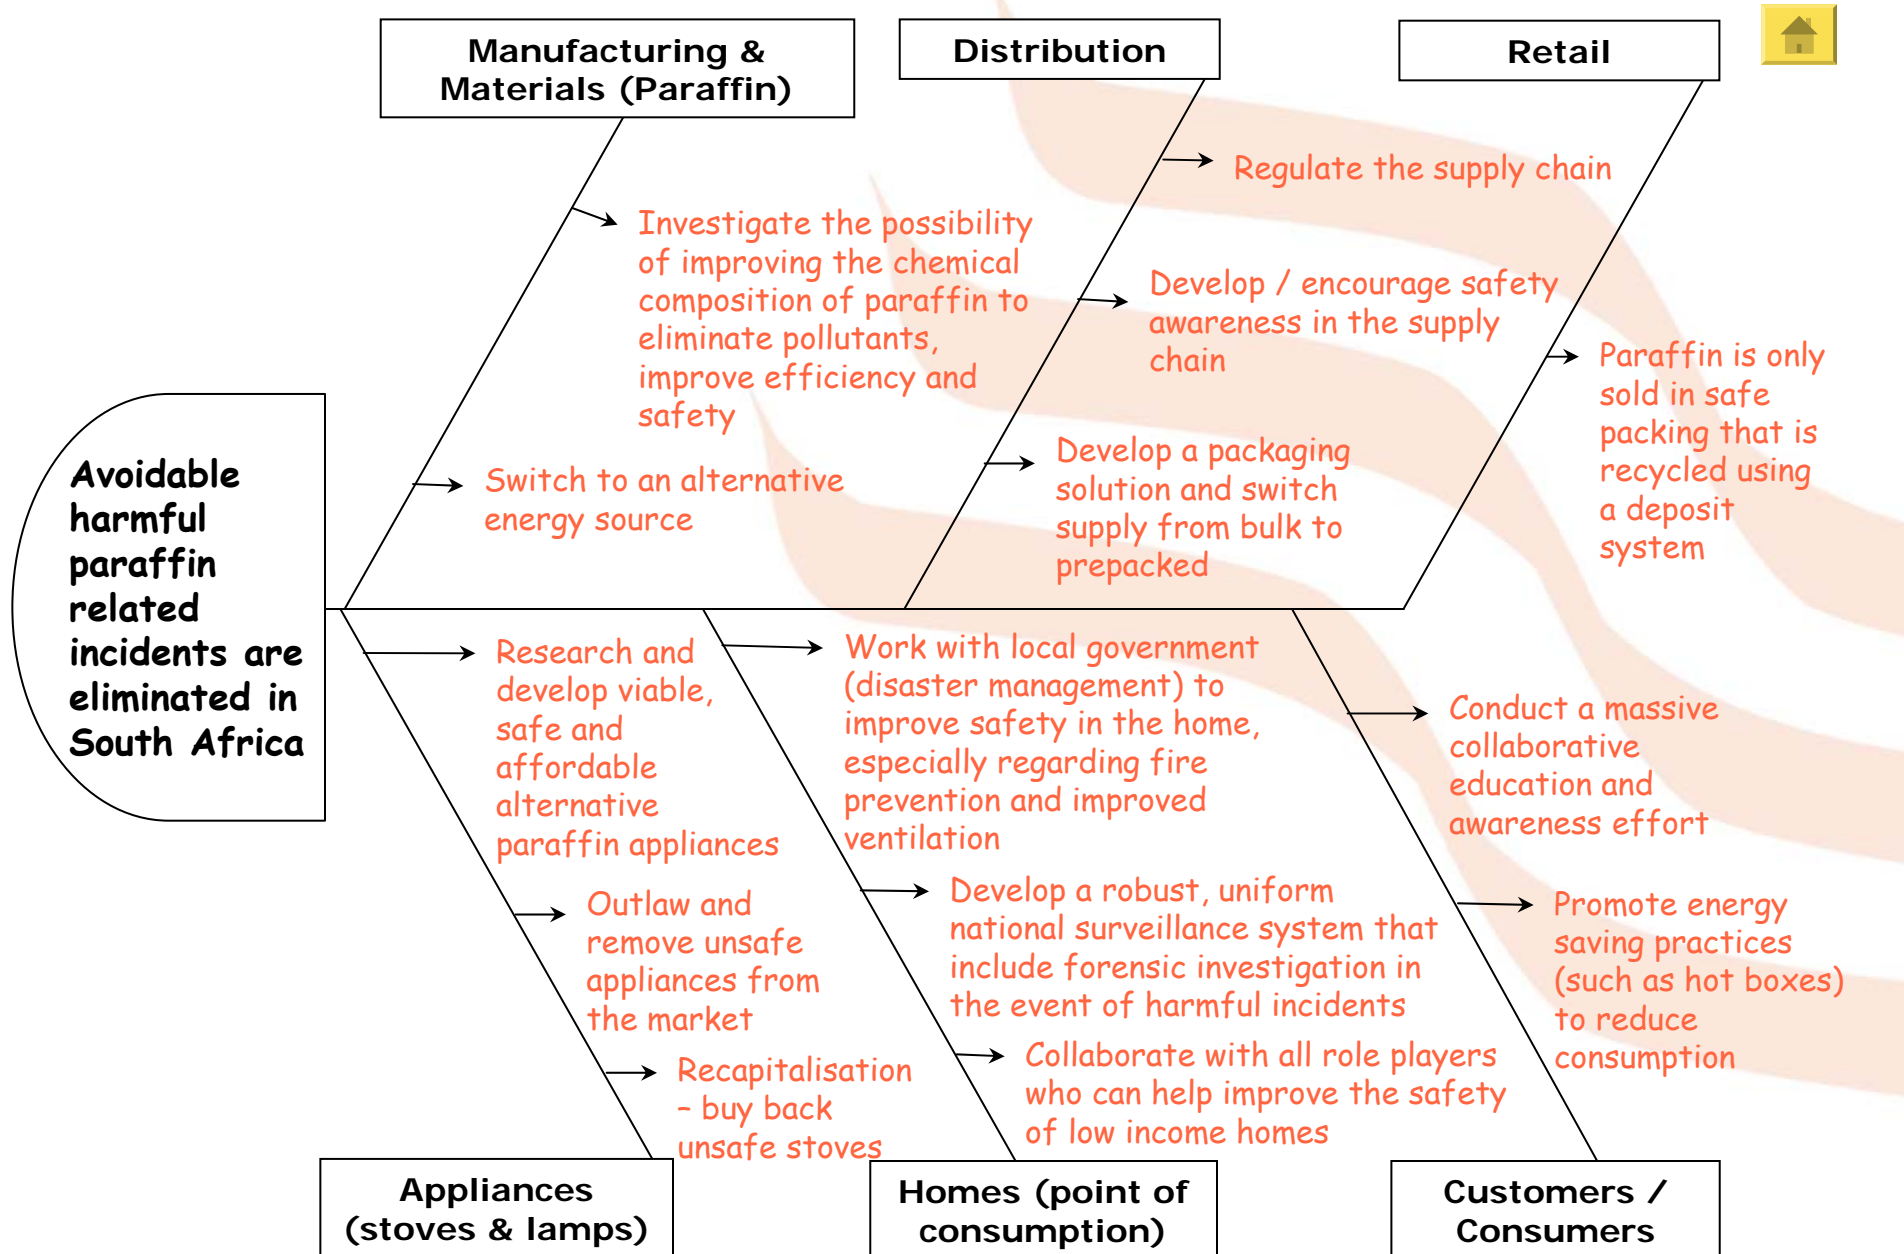 Manufacturing &
Materials (Paraffin)
Distribution
Retail
Regulate the supply chain
Investigate the possibility
of improving the chemical
composition of paraffin to
eliminate pollutants,
improve efficiency and
safety
Develop / encourage safety
awareness in the supply
chain
Paraffin is only
sold in safe
packing that is
recycled using
a deposit
system
Switch to an alternative
energy source
Develop a packaging
solution and switch
supply from bulk to
prepacked
Avoidable
harmful
paraffin
related
incidents are
eliminated in
South Africa
Research and
develop viable,
safe and
affordable
alternative
paraffin appliances
Work with local government
(disaster management) to
improve safety in the home,
especially regarding fire
prevention and improved
ventilation
Conduct a massive
collaborative
education and
awareness effort
Outlaw and
remove unsafe
appliances from
the market
Develop a robust, uniform
national surveillance system that
include forensic investigation in
the event of harmful incidents
Promote energy
saving practices
(such as hot boxes)
to reduce
consumption
Recapitalisation
– buy back
unsafe stoves
Collaborate with all role players
who can help improve the safety
of low income homes
Appliances
(stoves & lamps)
Homes (point of
consumption)
Customers /
Consumers